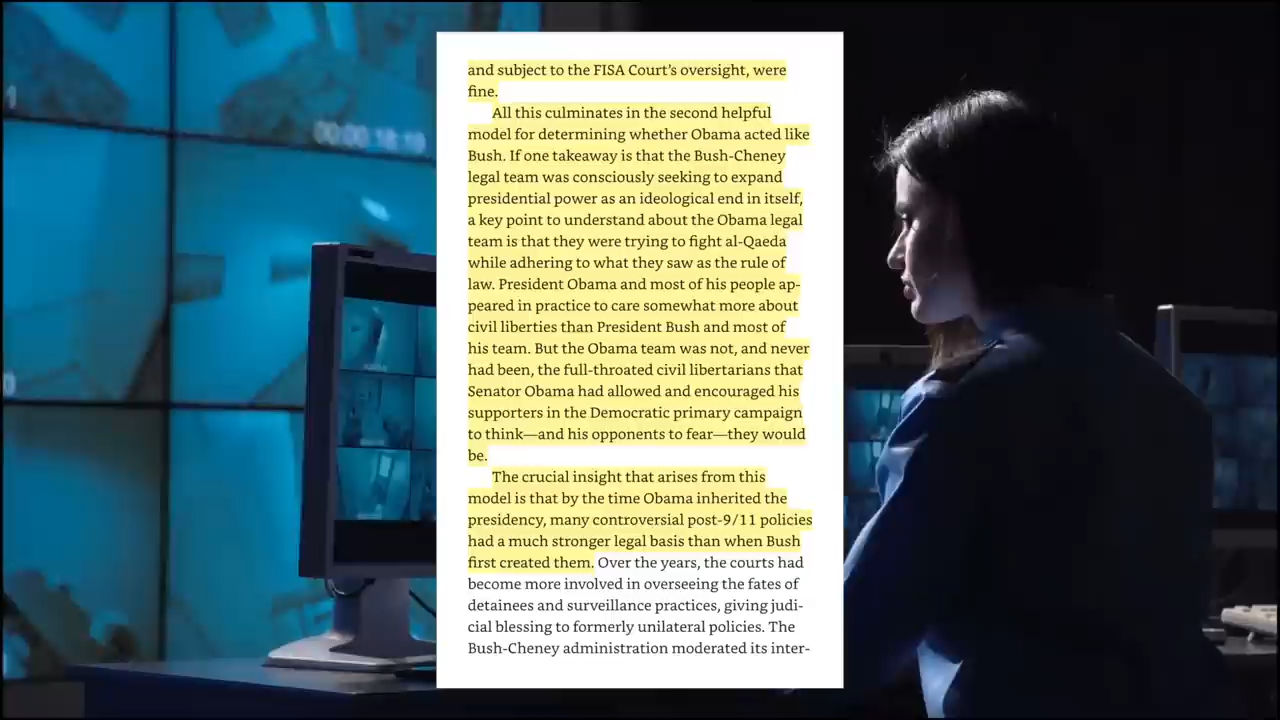 and subject to the FISA Court’s oversight, were
fine.
All this culminates in the second helpful
model for determining whether Obama acted like
Bush. If one takeaway is that the Bush-Cheney
legal team was consciously seeking to expand
presidential power as an ideological end in itself,
a key point to understand about the Obama legal
team is that they were trying to fight al-Qaeda
while adhering to what they saw as the rule of
law. President Obama and most of his people ap-
peared in practice to care somewhat more about
civil liberties than President Bush and most of
his team. But the Obama team was not, and never
had been, the full-throated civil libertarians that
Senator Obama had allowed and encouraged his
supporters in the Democratic primary campaign
to think—and his opponents to fear—they would
be.
The crucial insight that arises from this
model is that by the time Obama inherited the
presidency, many controversial post-9/11 policies
had a much stronger legal basis than when Bush
first created them. Over the years, the courts had
become more involved in overseeing the fates of
detainees and surveillance practices, giving judi-
cial blessing to formerly unilateral policies. The
Bush-Cheney administration moderated its inter-